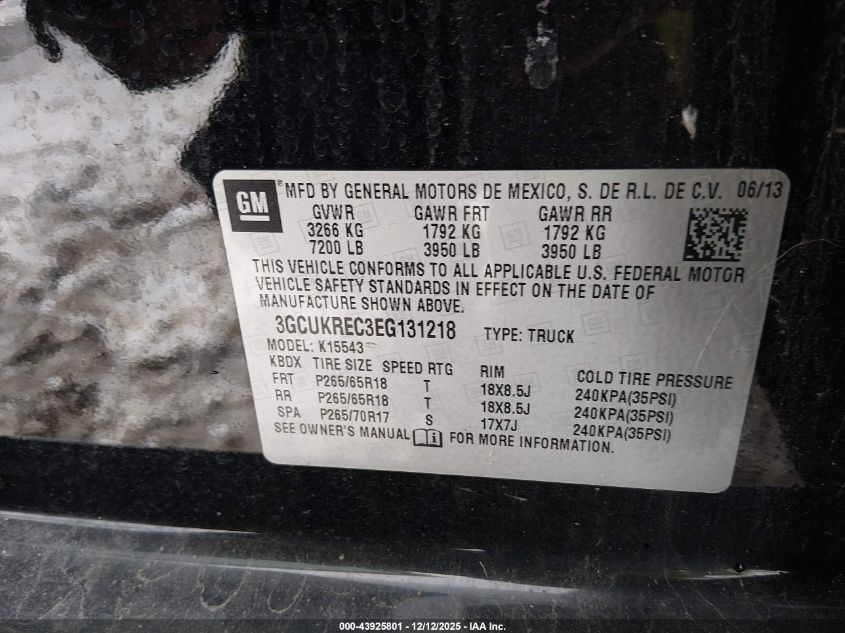 GM ® MFD BY GENERAL MOTORS DE MEXICO, S. DE R.L. DE C.V. 06/13
GVWR GAWR FRT GAWR RR
3266 KG 1792 KG 1792 KG
7200 LB 3950 LB 3950 LB
THIS VEHICLE CONFORMS TO ALL APPLICABLE U.S. FEDERAL MOTOR
VEHICLE SAFETY STANDARDS IN EFFECT ON THE DATE OF
MANUFACTURE SHOWN ABOVE.
3GCUKREC3EG131218 TYPE: TRUCK
MODEL: K15543
KBDX TIRE SIZE SPEED RTG RIM COLD TIRE PRESSURE
FRT P265/65R18 T 18X8.5J 240KPA(35PSI)
RR P265/65R18 T 18X8.5J 240KPA(35PSI)
SPA P265/70R17 S 17X7J 240KPA(35PSI)
SEE OWNER'S MANUAL FOR MORE INFORMATION.
000-43925801 - 12/12/2025 - IAA Inc.